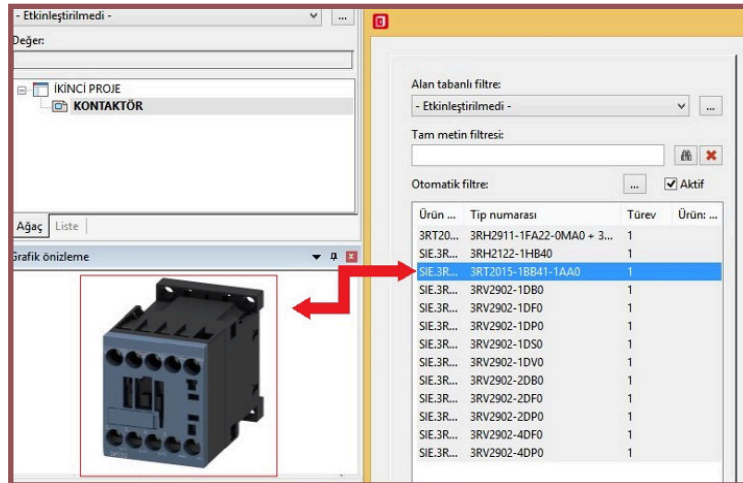 - Etkinleştirilmedi -
...
Değer:
İKİNCİ PROJE
KONTAKTÖR
Ağaç Liste
Grafik önizleme
Alan tabanlı filtre:
- Etkinleştirilmedi -
...
Tam metin filtresi:
Otomatik filtre: ... Aktif
Ürün ... Tip numarası Türev Ürün: ...
3RT20... 3RH2911-1FA22-0MA0 + 3... 1
SIE.3R... 3RH2122-1HB40 1
SIE.3R... 3RT2015-1BB41-1AA0 1
SIE.3R... 3RV2902-1DB0 1
SIE.3R... 3RV2902-1DF0 1
SIE.3R... 3RV2902-1DP0 1
SIE.3R... 3RV2902-1DS0 1
SIE.3R... 3RV2902-1DV0 1
SIE.3R... 3RV2902-2DB0 1
SIE.3R... 3RV2902-2DF0 1
SIE.3R... 3RV2902-2DP0 1
SIE.3R... 3RV2902-4DF0 1
SIE.3R... 3RV2902-4DP0 1